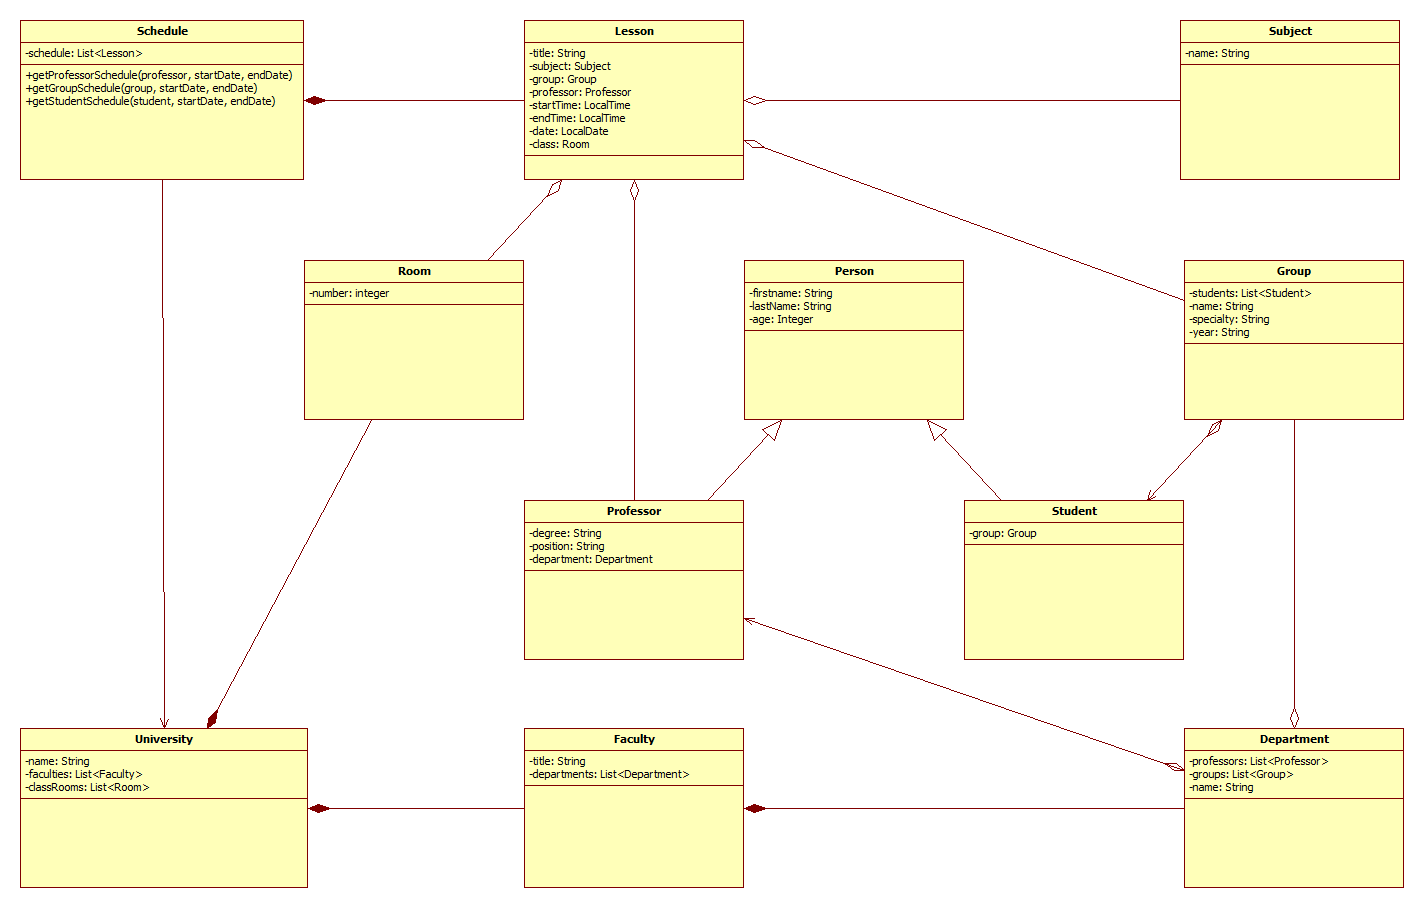 Schedule
-schedule: List<Lesson>
+getProfessorSchedule(professor, startDate, endDate)
+getGroupSchedule(group, startDate, endDate)
+getStudentSchedule(student, startDate, endDate)
Lesson
-title: String
-subject: Subject
-group: Group
-professor: Professor
-startTime: LocalTime
-endTime: LocalTime
-date: LocalDate
-class: Room
Subject
-name: String
Room
-number: integer
Person
-firstname: String
-lastName: String
-age: Integer
Group
-students: List<Student>
-name: String
-specialty: String
-year: String
Professor
-degree: String
-position: String
-department: Department
Student
-group: Group
University
-name: String
-faculties: List<Faculty>
-classRooms: List<Room>
Faculty
-title: String
-departments: List<Department>
Department
-professors: List<Professor>
-groups: List<Group>
-name: String